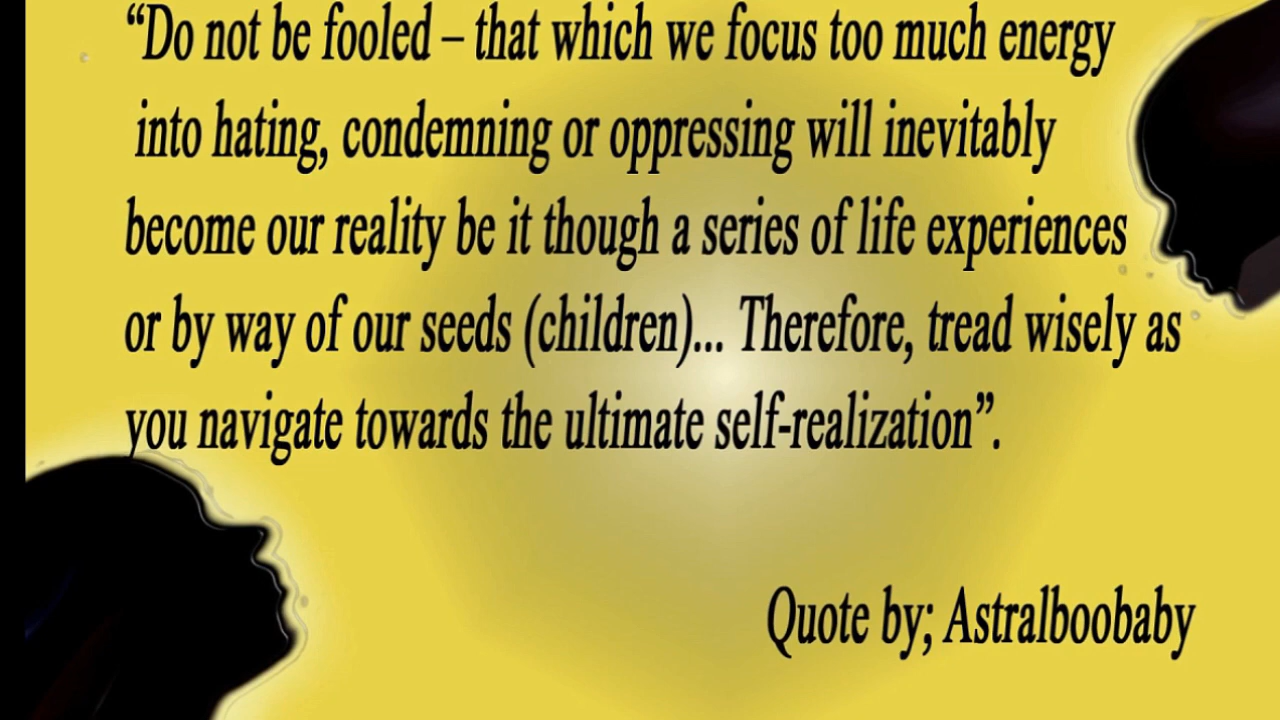 “Do not be fooled – that which we focus too much energy
into hating, condemning or oppressing will inevitably
become our reality be it though a series of life experiences
or by way of our seeds (children)... Therefore, tread wisely as
you navigate towards the ultimate self-realization”.
Quote by; Astralboobaby